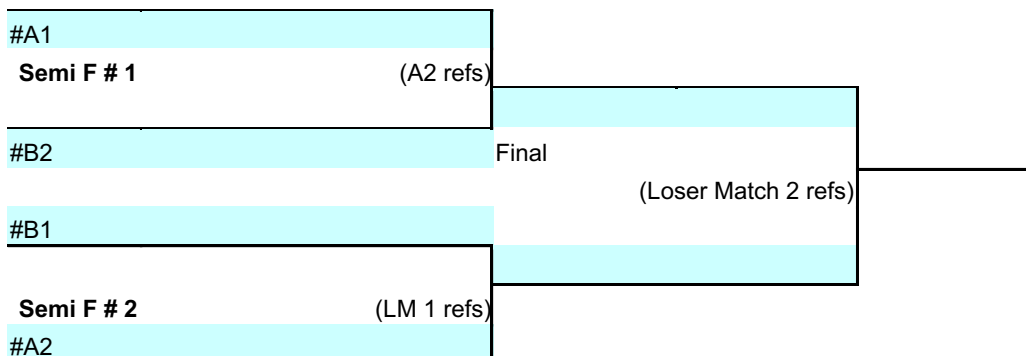 #A1
Semi F # 1 (A2 refs)
#B2 Final
(Loser Match 2 refs)
#B1
Semi F # 2 (LM 1 refs)
#A2